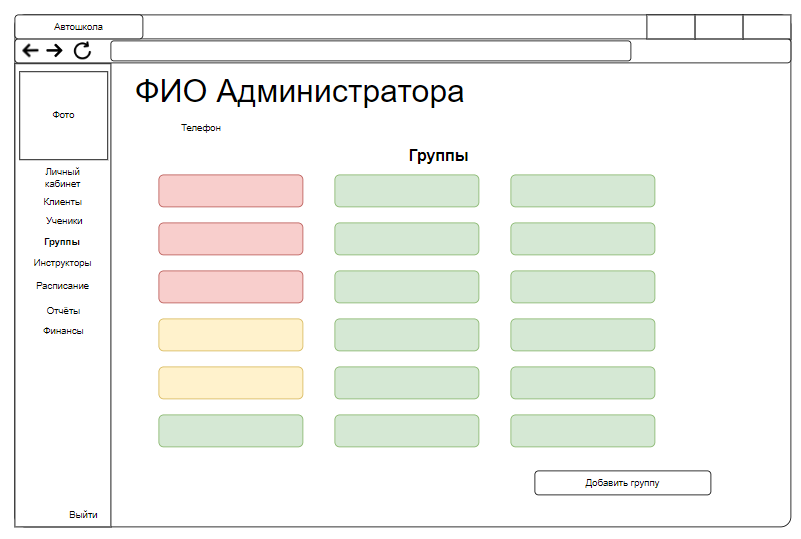 Автошкола
Фото
ФИО Администратора
Телефон
Группы
Личный
кабинет
Клиенты
Ученики
Группы
Инструкторы
Расписание
Отчёты
Финансы
Добавить группу
Выйти